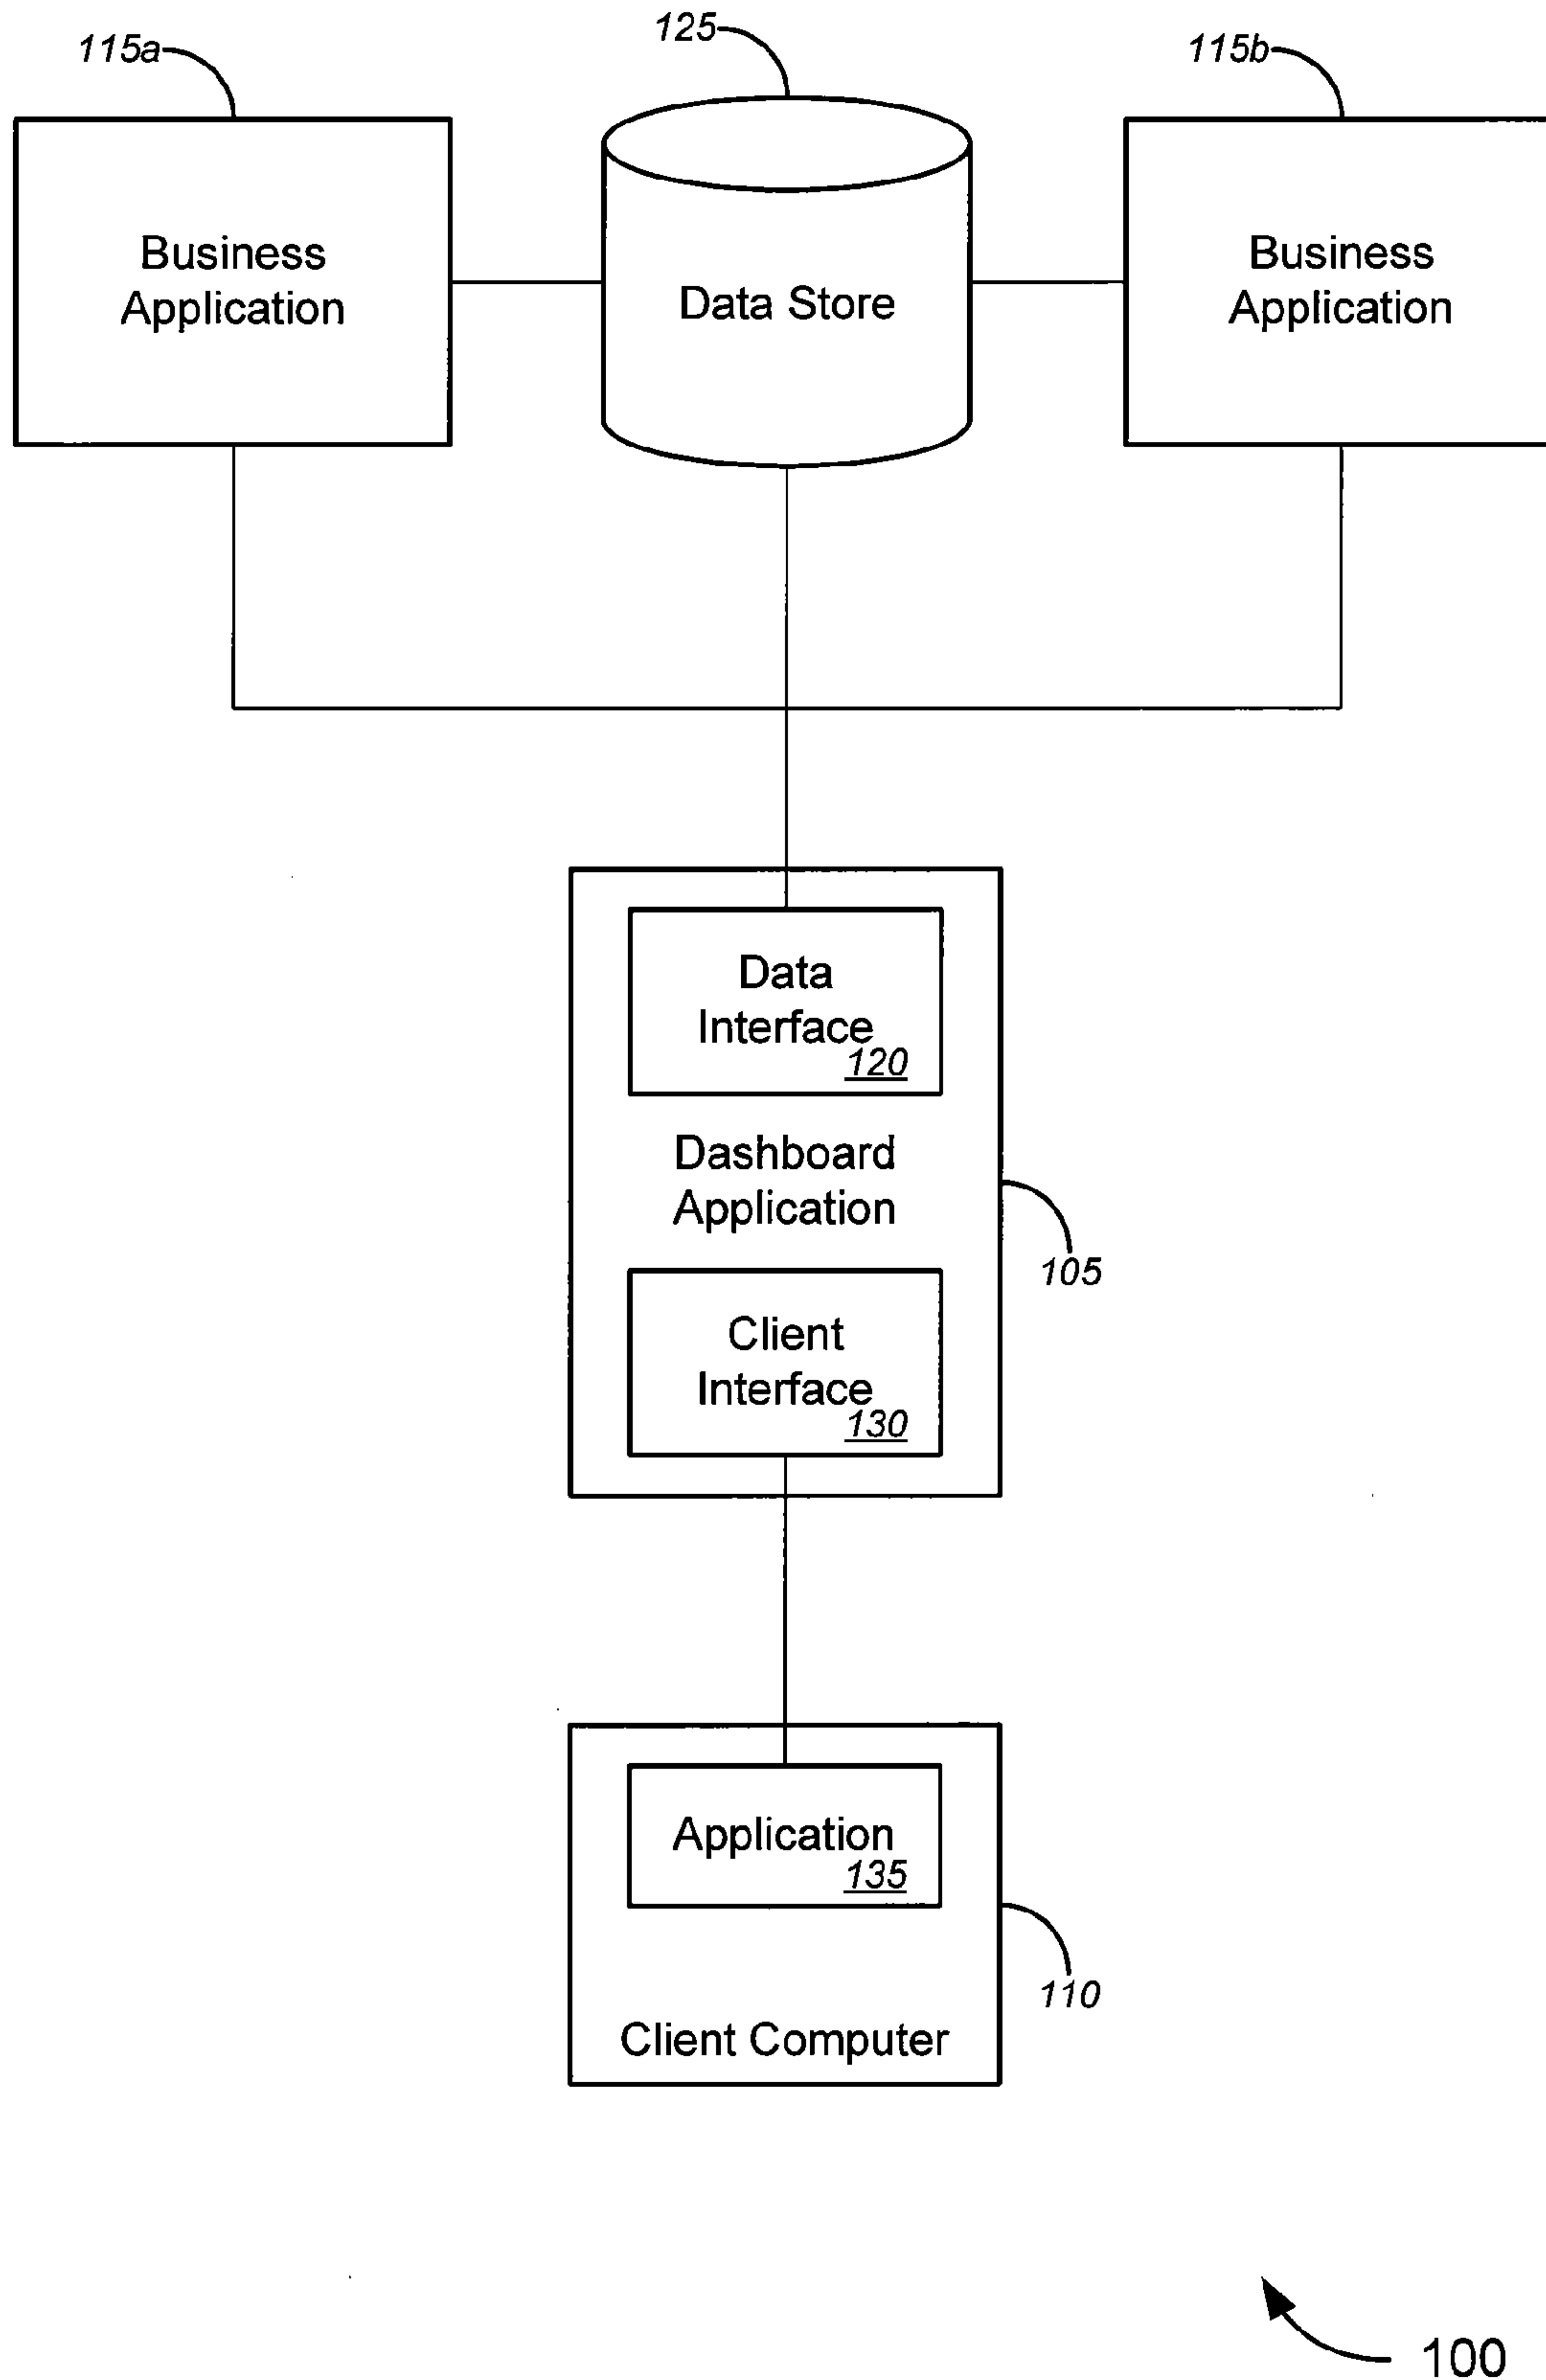 115a
125
115b
Business
Application
Data Store
Business
Application
Data
Interface
120
Dashboard
Application
105
Client
Interface
130
Application
135
110
Client Computer
100